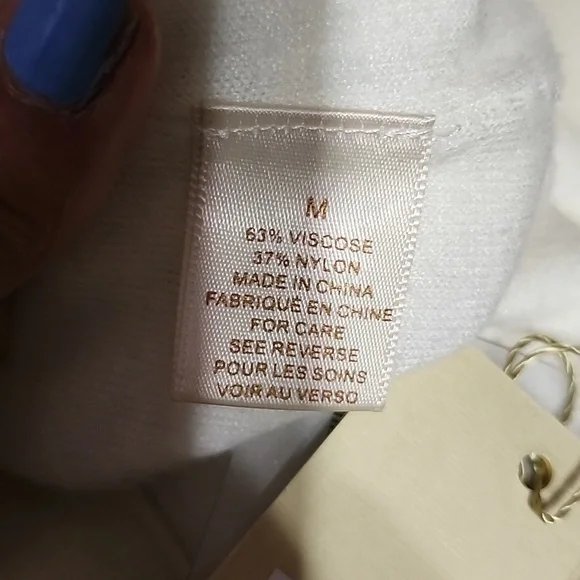 M
63% VISCOSE
37% NYLON
MADE IN CHINA
FABRIQUE EN CHINE
FOR CARE
SEE REVERSE
POUR LES SOINS
VOIR AU VERSO